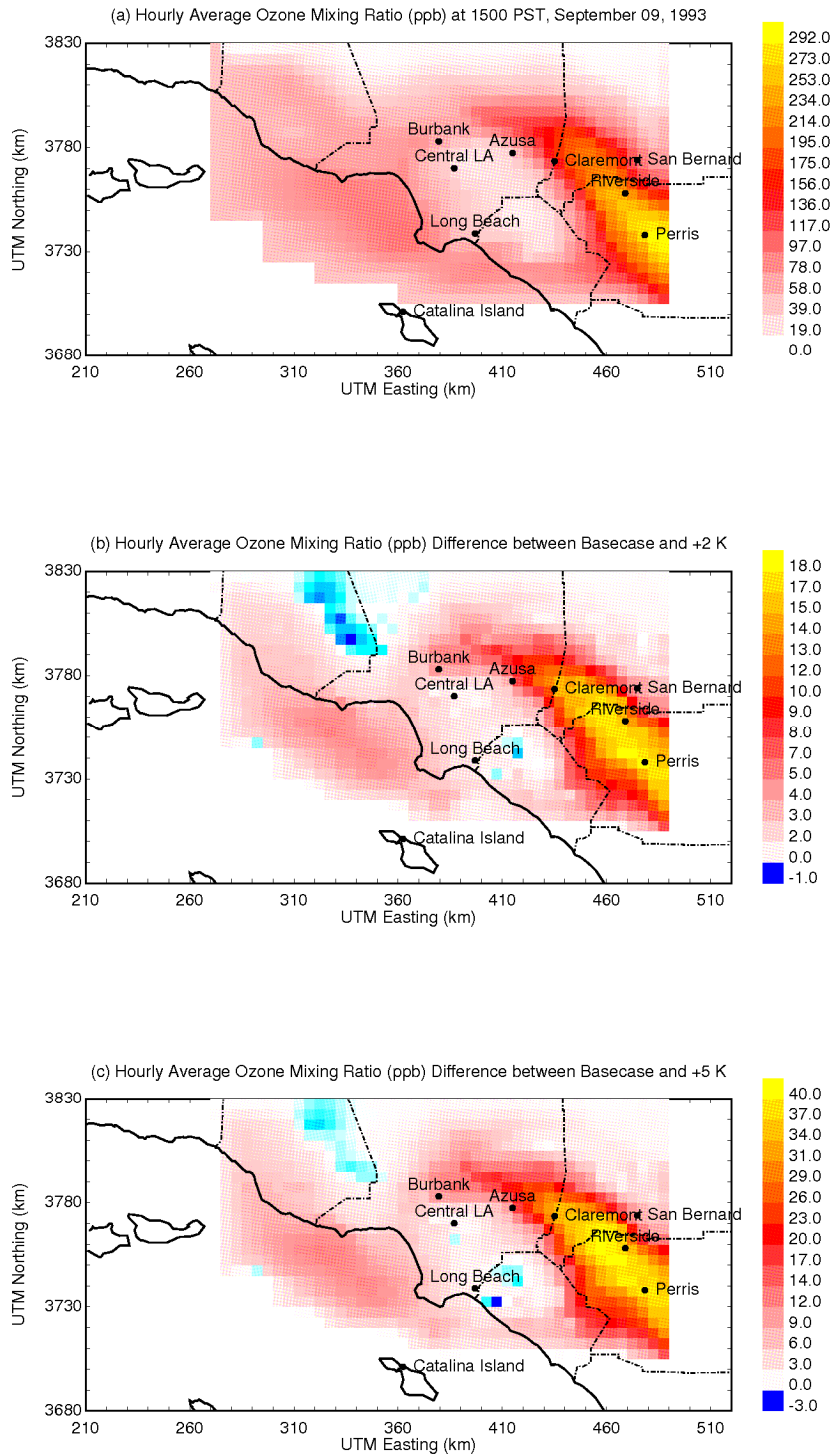 (a) Hourly Average Ozone Mixing Ratio (ppb) at 1500 PST, September 09, 1993
3830
3780
3730
3680
UTM Northing (km)
210 260 310 360 410 460 510
UTM Easting (km)
Burbank
Azusa
Central LA
Claremont
San Bernard
Riverside
Long Beach
Perris
Catalina Island
292.0
273.0
253.0
234.0
214.0
195.0
175.0
156.0
136.0
117.0
97.0
78.0
58.0
39.0
19.0
0.0
(b) Hourly Average Ozone Mixing Ratio (ppb) Difference between Basecase and +2 K
3830
3780
3730
3680
UTM Northing (km)
210 260 310 360 410 460 510
UTM Easting (km)
Burbank
Azusa
Central LA
Claremont
San Bernard
Riverside
Long Beach
Perris
Catalina Island
18.0
17.0
15.0
14.0
13.0
12.0
10.0
9.0
8.0
7.0
5.0
4.0
3.0
2.0
0.0
-1.0
(c) Hourly Average Ozone Mixing Ratio (ppb) Difference between Basecase and +5 K
3830
3780
3730
3680
UTM Northing (km)
210 260 310 360 410 460 510
UTM Easting (km)
Burbank
Azusa
Central LA
Claremont
San Bernard
Riverside
Long Beach
Perris
Catalina Island
40.0
37.0
34.0
31.0
29.0
26.0
23.0
20.0
17.0
14.0
12.0
9.0
6.0
3.0
0.0
-3.0